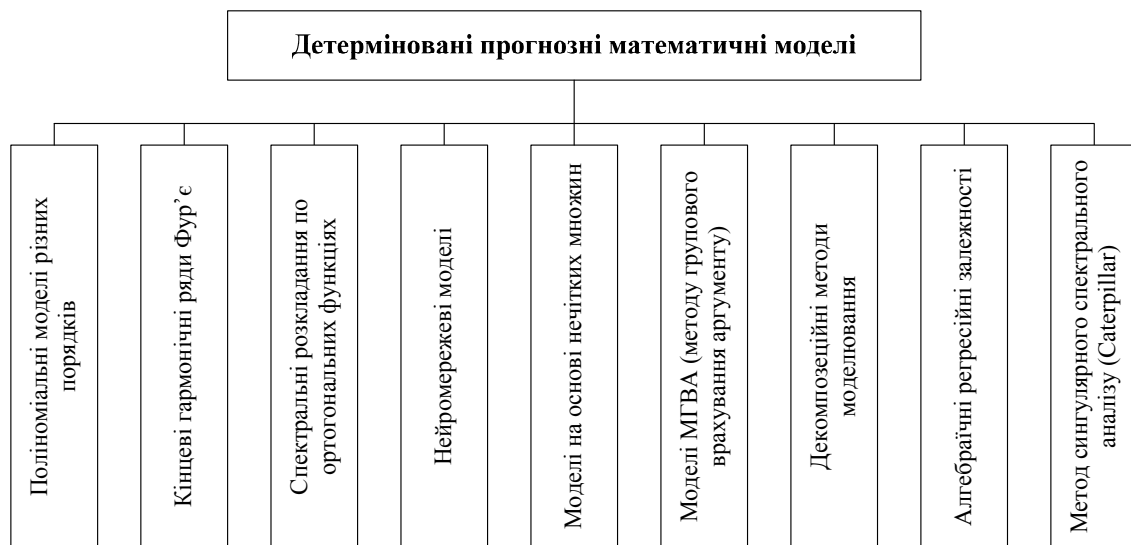 Детерміновані прогнозні математичні моделі
Поліноміальні моделі різних
порядків
Кінцеві гармонічні ряди Фур’є
Спектральні розкладання по
ортогональних функціях
Нейромережеві моделі
Моделі на основі нечітких множин
Моделі МГВА (методу групового
врахування аргументу)
Декомпозеційні методи
моделювання
Алгебраїчні регресійні залежності
Метод сингулярного спектрального
аналізу (Caterpillar)